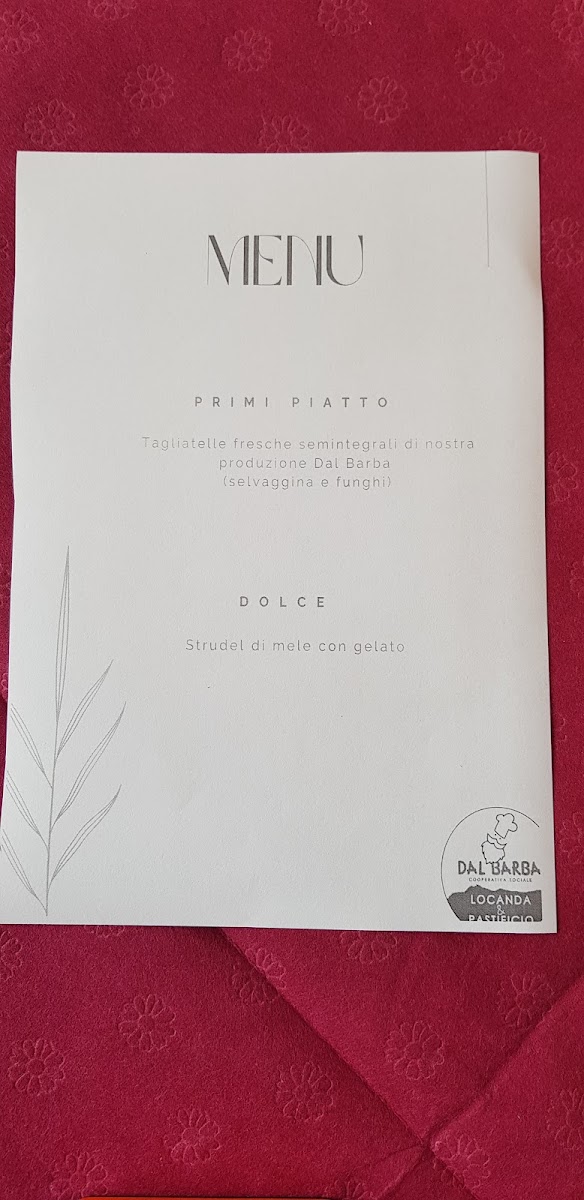 MENU
PRIMI PIATTO
Tagliatelle fresche semintegrali di nostra
produzione Dal Barba
(selvaggina e funghi)
DOLCE
Strudel di mele con gelato
DAL BARBA
COOPERATIVA SOCIALE
LOCANDA
&
PASTIFICIO